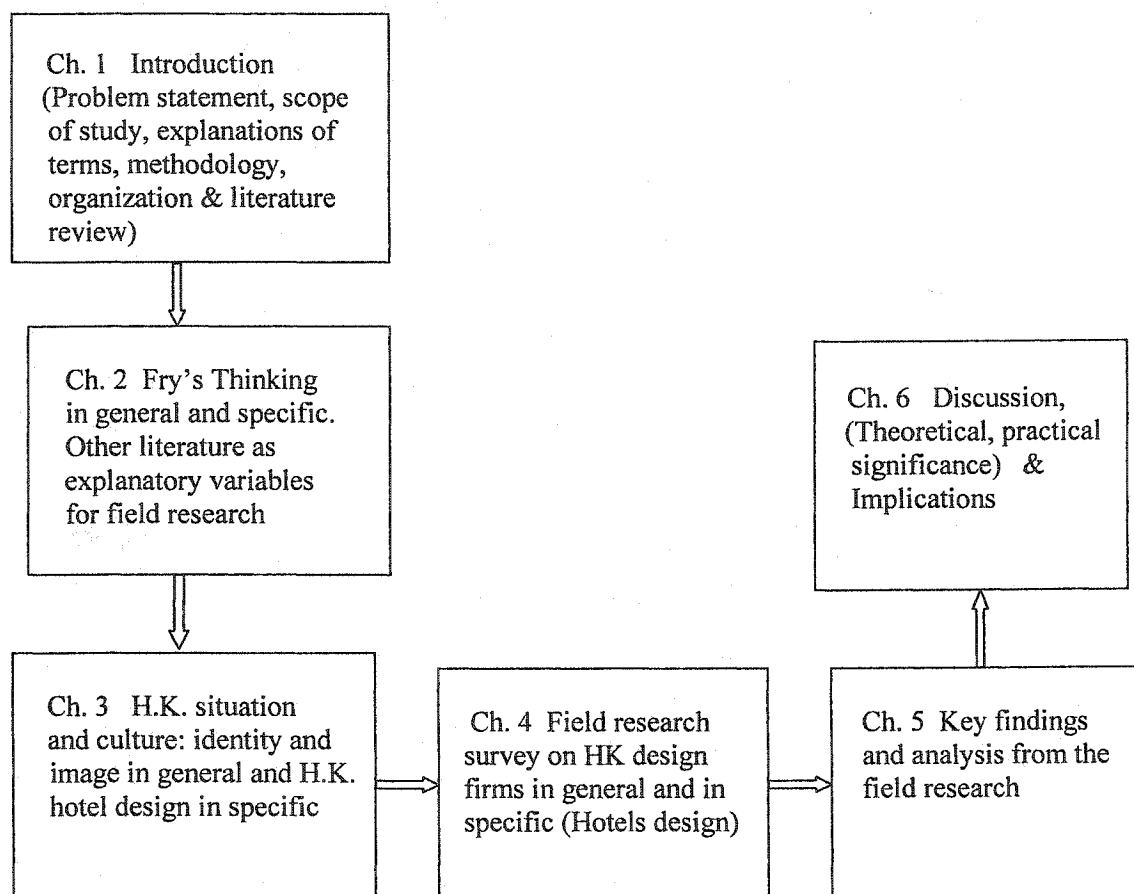 Ch. 1 Introduction
(Problem statement, scope
of study, explanations of
terms, methodology,
organization & literature
review)
Ch. 2 Fry's Thinking
in general and specific.
Other literature as
explanatory variables
for field research
Ch. 3 H.K. situation
and culture: identity and
image in general and H.K.
hotel design in specific
Ch. 4 Field research
survey on HK design
firms in general and in
specific (Hotels design)
Ch. 5 Key findings
and analysis from the
field research
Ch. 6 Discussion,
(Theoretical, practical
significance) &
Implications